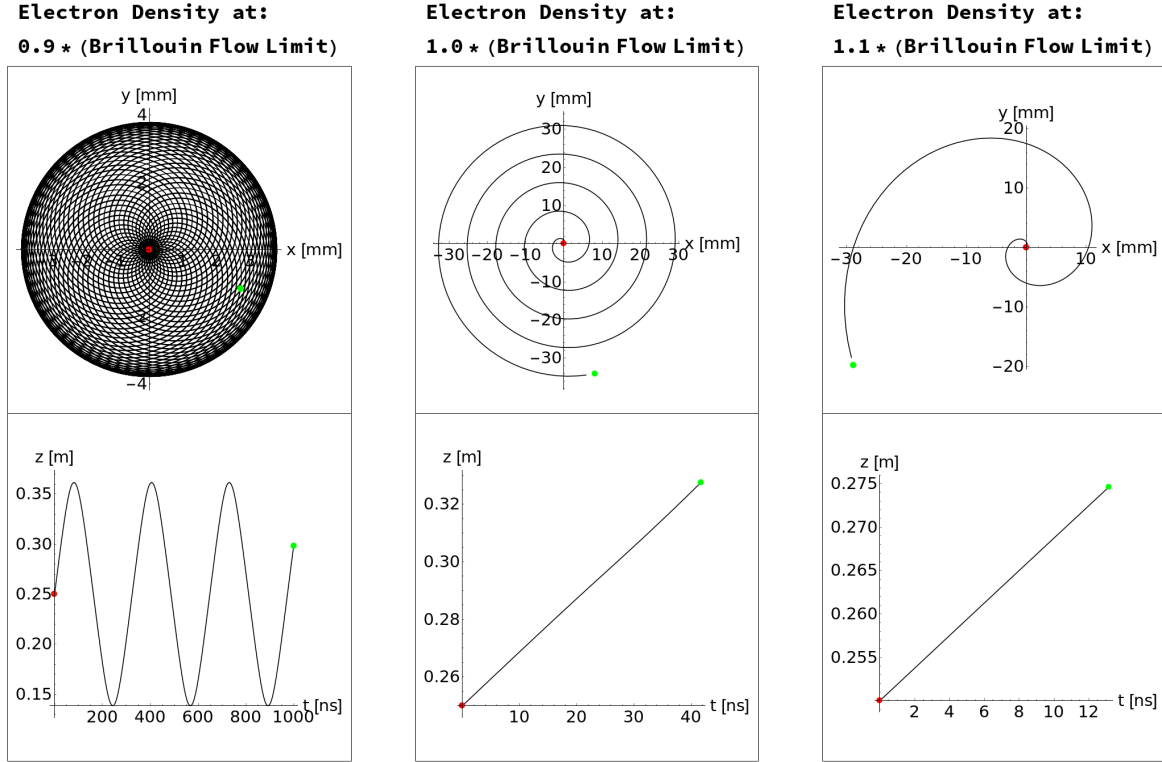 Electron Density at:
0.9 * (Brillouin Flow Limit)
y [mm]
4
2
x [mm]
2
−4
z [m]
0.35
0.30
0.25
0.20
0.15
200 400 600 800 1000
t [ns]
Electron Density at:
1.0 * (Brillouin Flow Limit)
y [mm]
30
20
10
−30 −20 −10 10 20 30
x [mm]
−10
−20
−30
z [m]
0.32
0.30
0.28
0.26
10 20 30 40
t [ns]
Electron Density at:
1.1 * (Brillouin Flow Limit)
y [mm]
20
10
−30 −20 −10 10
x [mm]
−10
−20
z [m]
0.275
0.270
0.265
0.260
0.255
2 4 6 8 10 12
t [ns]